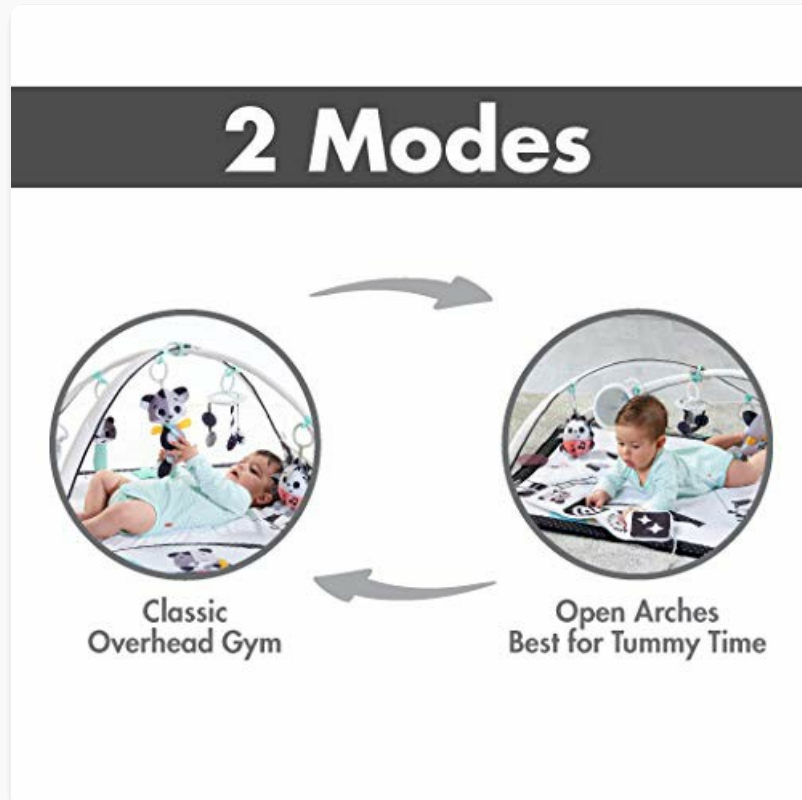 2 Modes
Classic
Overhead Gym
Open Arches
Best for Tummy Time